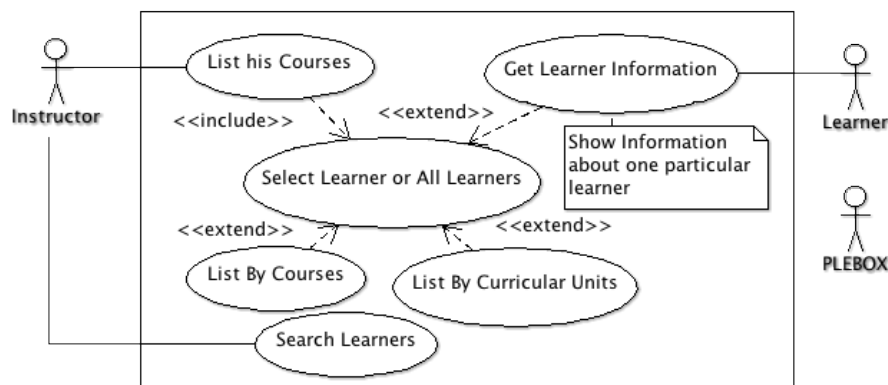 List his Courses
Get Learner Information
Instructor
<<include>>
<<extend>>
Learner
Show Information
about one particular
learner
Select Learner or All Learners
<<extend>>
<<extend>>
List By Courses
List By Curricular Units
PLEBOX
Search Learners